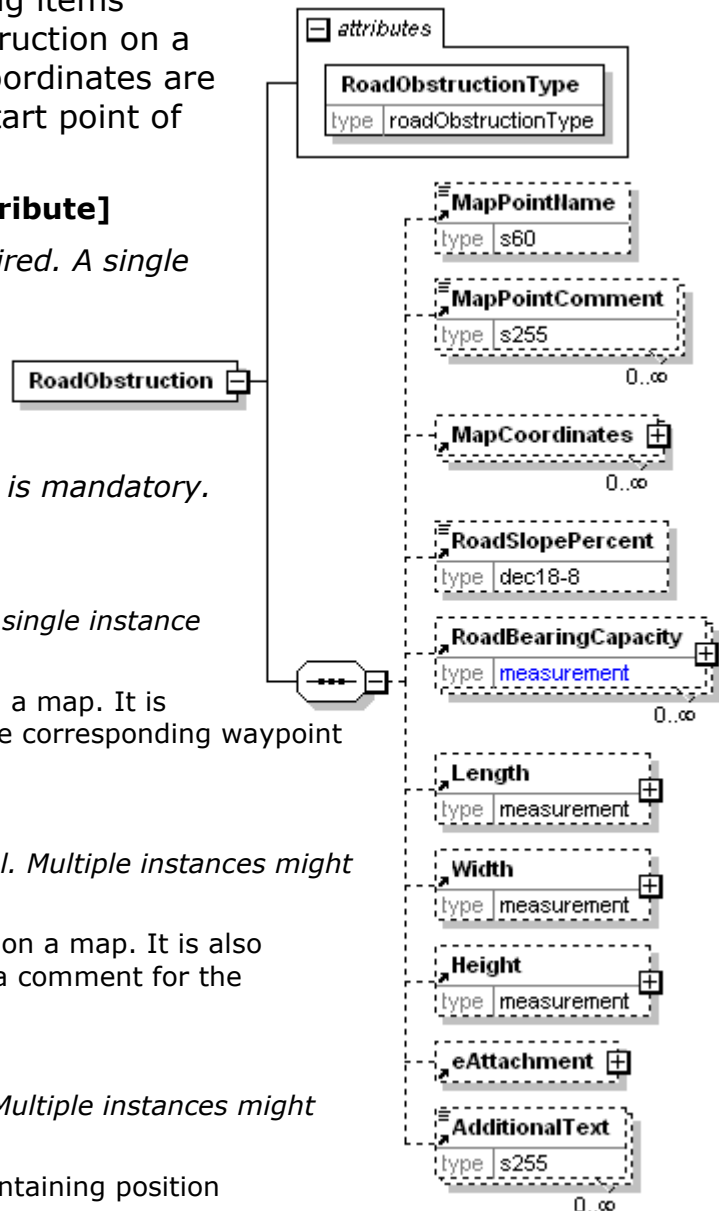 ng items
ruction on a
oordinates are
tart point of
ribute]
ired. A single
is mandatory.
single instance
a map. It is
e corresponding waypoint
l. Multiple instances might
on a map. It is also
a comment for the
Multiple instances might
ntaining position
attributes
RoadObstructionType
type roadObstructionType
RoadObstruction
MapPointName
type s60
MapPointComment
type s255
0..∞
MapCoordinates
0..∞
RoadSlopePercent
type dec18-8
RoadBearingCapacity
type measurement
0..∞
Length
type measurement
Width
type measurement
Height
type measurement
eAttachment
AdditionalText
type s255
0..∞